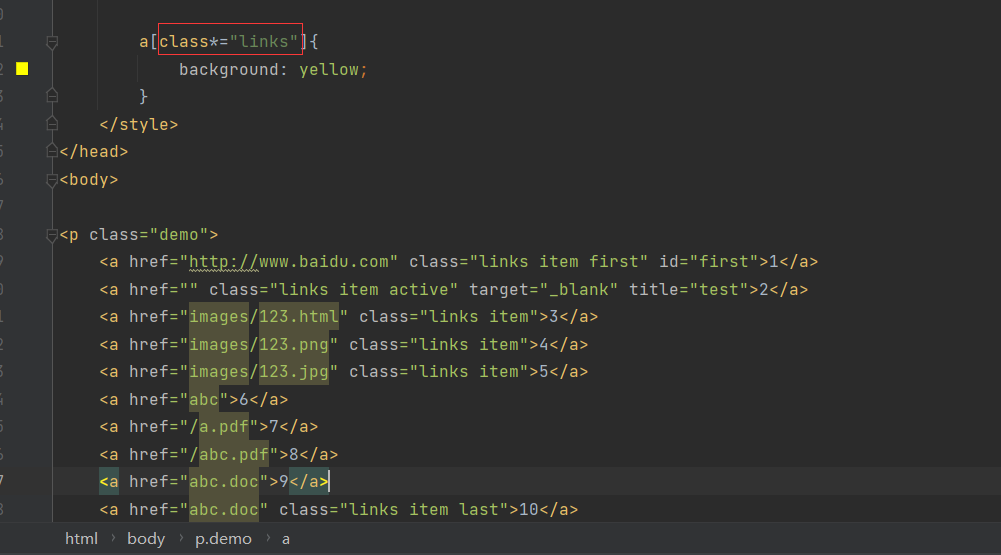 a[class*="links"]{
background: yellow;
}
</style>
</head>
<body>
<p class="demo">
<a href="http://www.baidu.com" class="links item first" id="first">1</a>
<a href="" class="links item active" target="_blank" title="test">2</a>
<a href="images/123.html" class="links item">3</a>
<a href="images/123.png" class="links item">4</a>
<a href="images/123.jpg" class="links item">5</a>
<a href="abc">6</a>
<a href="/a.pdf">7</a>
<a href="/abc.pdf">8</a>
<a href="abc.doc">9</a>
<a href="abc.doc" class="links item last">10</a>
html › body › p.demo › a